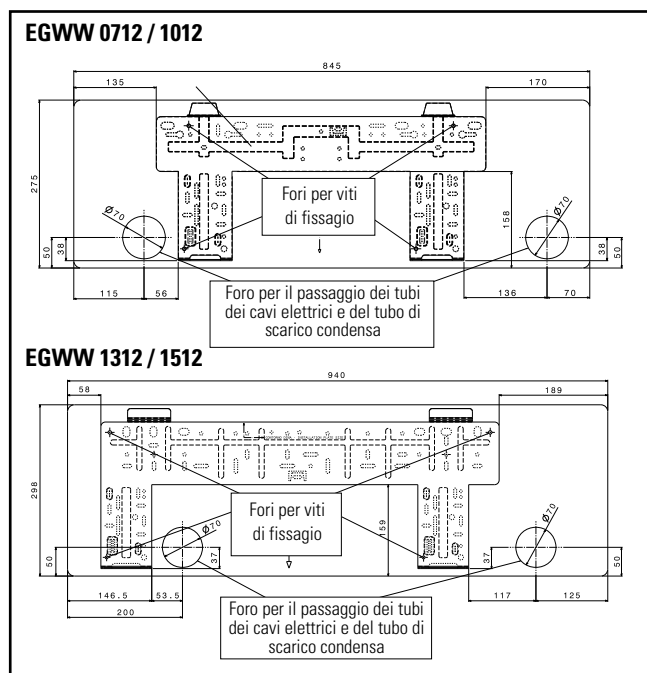 EGWW 0712 / 1012
845
135
170
275
Fori per viti
di fissagio
158
Ø70
Ø70
50
38
38
50
115
56
136
70
Foro per il passaggio dei tubi
dei cavi elettrici e del tubo di
scarico condensa
EGWW 1312 / 1512
940
58
189
298
Fori per viti
di fissagio
159
Ø70
Ø70
50
37
37
50
146.5
53.5
117
125
200
Foro per il passaggio dei tubi
dei cavi elettrici e del tubo di
scarico condensa